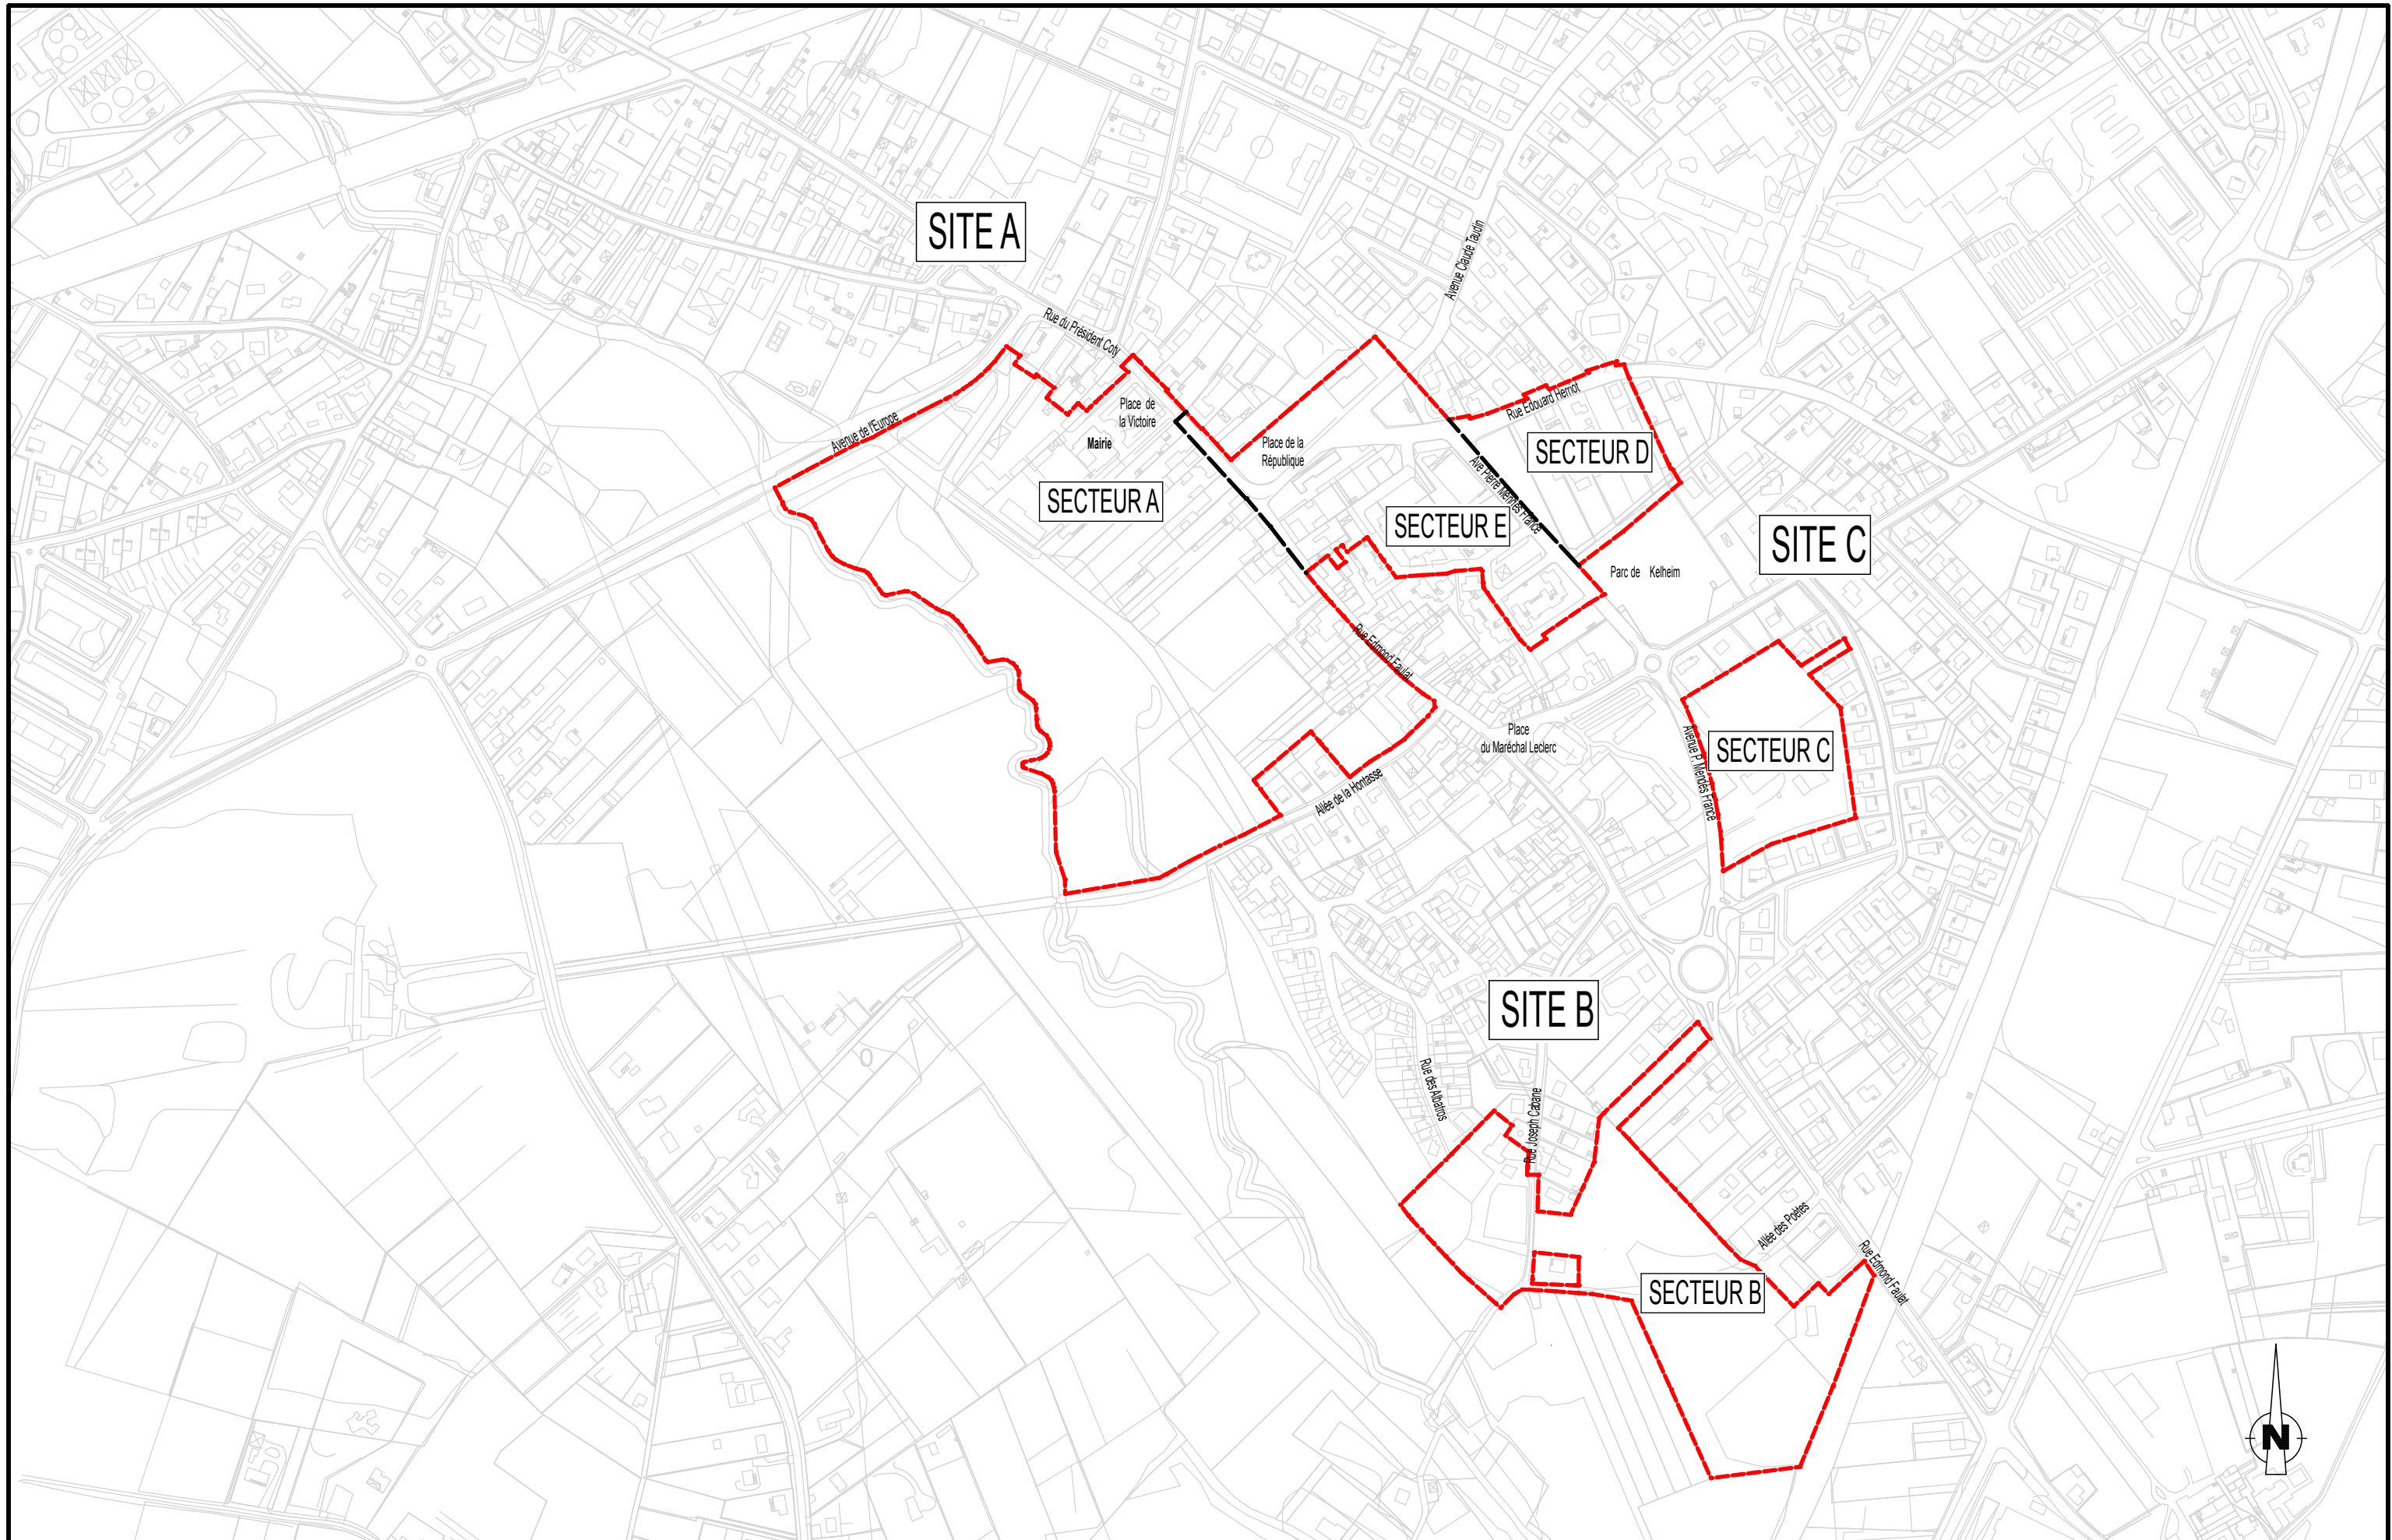 SITE A
Avenue Claude Taudin
Rue du Président Coty
Rue Edouard Herriot
Place de
la Victoire
Avenue de l'Europe
Mairie
Place de la
République
SECTEUR D
SECTEUR A
Ave Pierre Mendès France
SECTEUR E
SITE C
Parc de Kelheim
Rue Edmond Faulat
Place
du Maréchal Leclerc
SECTEUR C
Avenue P. Mendès France
Allée de la Hontasse
SITE B
Rue des Albatros
Rue Joseph Cabane
Allée des Poètes
Rue Edmond Faulat
SECTEUR B
N